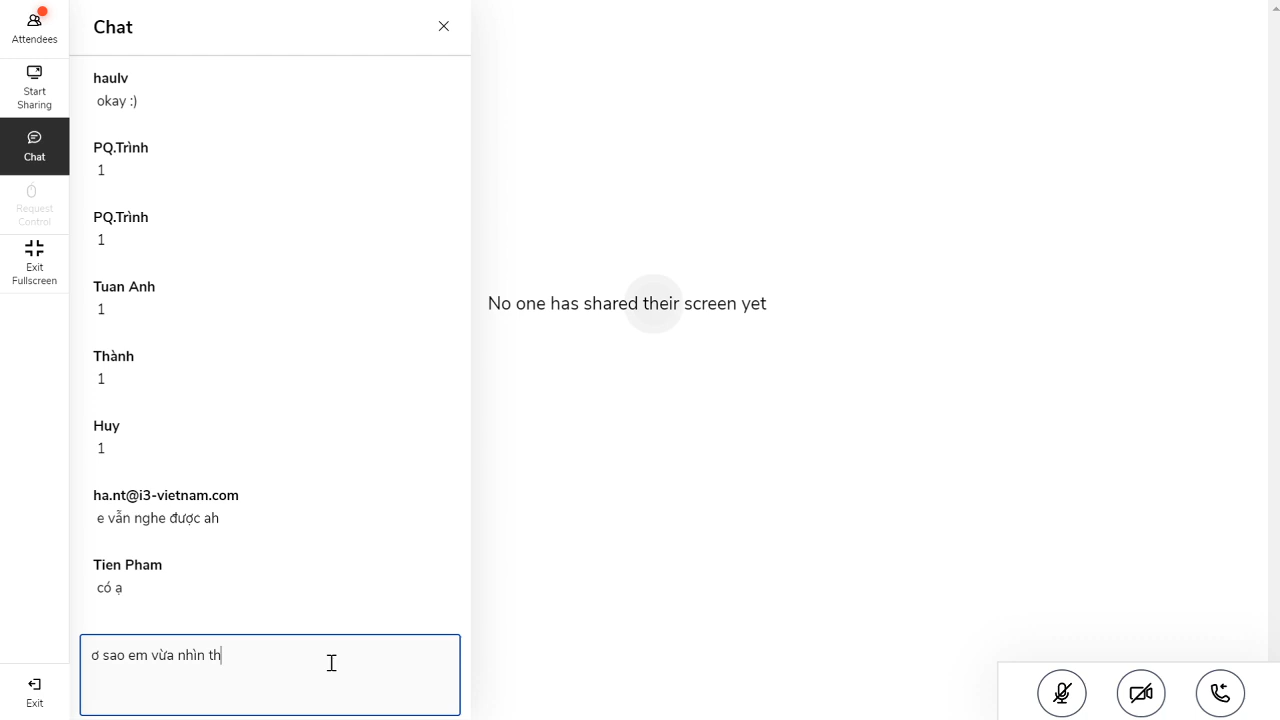 Attendees
Start
Sharing
Chat
Request
Control
Exit
Fullscreen
Exit
Chat
haulv
okay :)
PQ.Trình
1
PQ.Trình
1
Tuan Anh
1
Thành
1
Huy
1
ha.nt@i3-vietnam.com
e vẫn nghe được ah
Tien Pham
có ạ
ơ sao em vừa nhìn th
No one has shared their screen yet